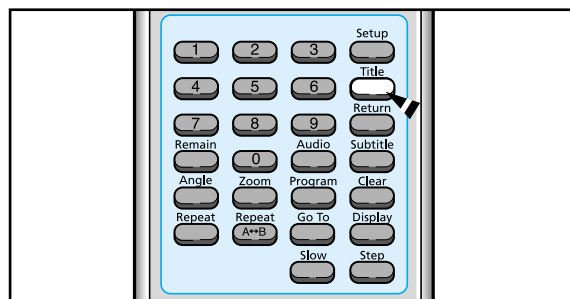 Setup
1 2 3
Title
4 5 6
Return
7 8 9
Remain Audio Subtitle
0
Angle Zoom Program Clear
Repeat Repeat Go To Display
A↔B
Slow Step